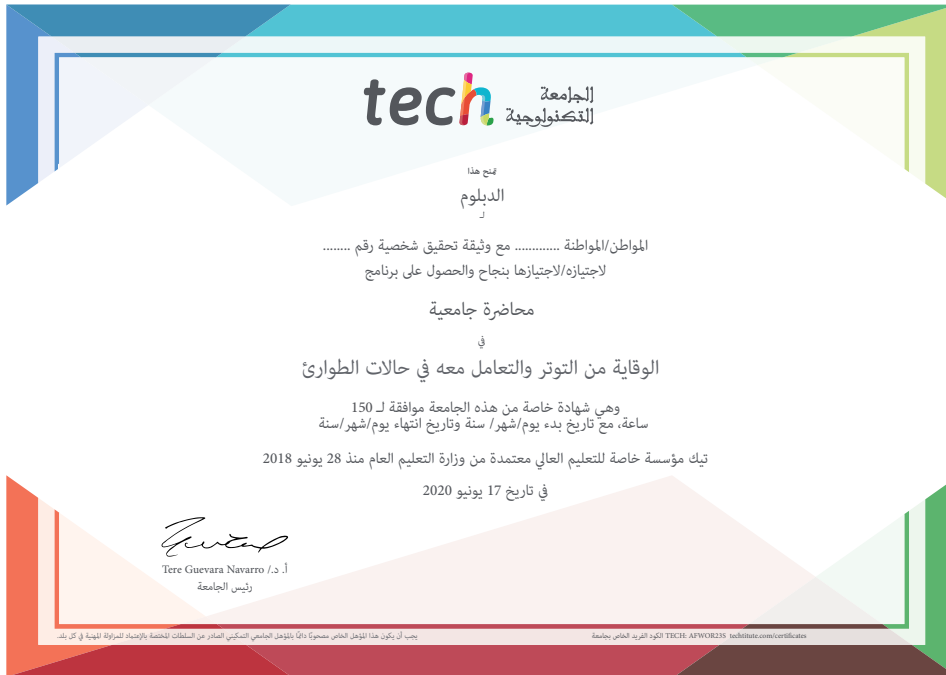 tech الجامعة
التكنولوجية
يمنح هذا
الدبلوم
لـ
المواطن/المواطنة ............ مع وثيقة تحقيق شخصية رقم ........
لاجتيازه/لاجتيازها بنجاح والحصول على برنامج
محاضرة جامعية
في
الوقاية من التوتر والتعامل معه في حالات الطوارئ
وهي شهادة خاصة من هذه الجامعة موافقة لـ 150
ساعة، مع تاريخ بدء يوم/شهر/ سنة وتاريخ انتهاء يوم/شهر/سنة
تيك مؤسسة خاصة للتعليم العالي معتمدة من وزارة التعليم العام منذ 28 يونيو 2018
في تاريخ 17 يونيو 2020
أ. د./ Tere Guevara Navarro
رئيس الجامعة
يجب أن يكون هذا المؤهل الخاص مصحوبًا دائمًا بالمؤهل الجامعي التمكيني الصادر عن السلطات المختصة بالإعتماد للمزاولة المهنية في كل بلد.
الكود الفريد الخاص بجامعة TECH: AFWOR23S techtitute.com/certificates